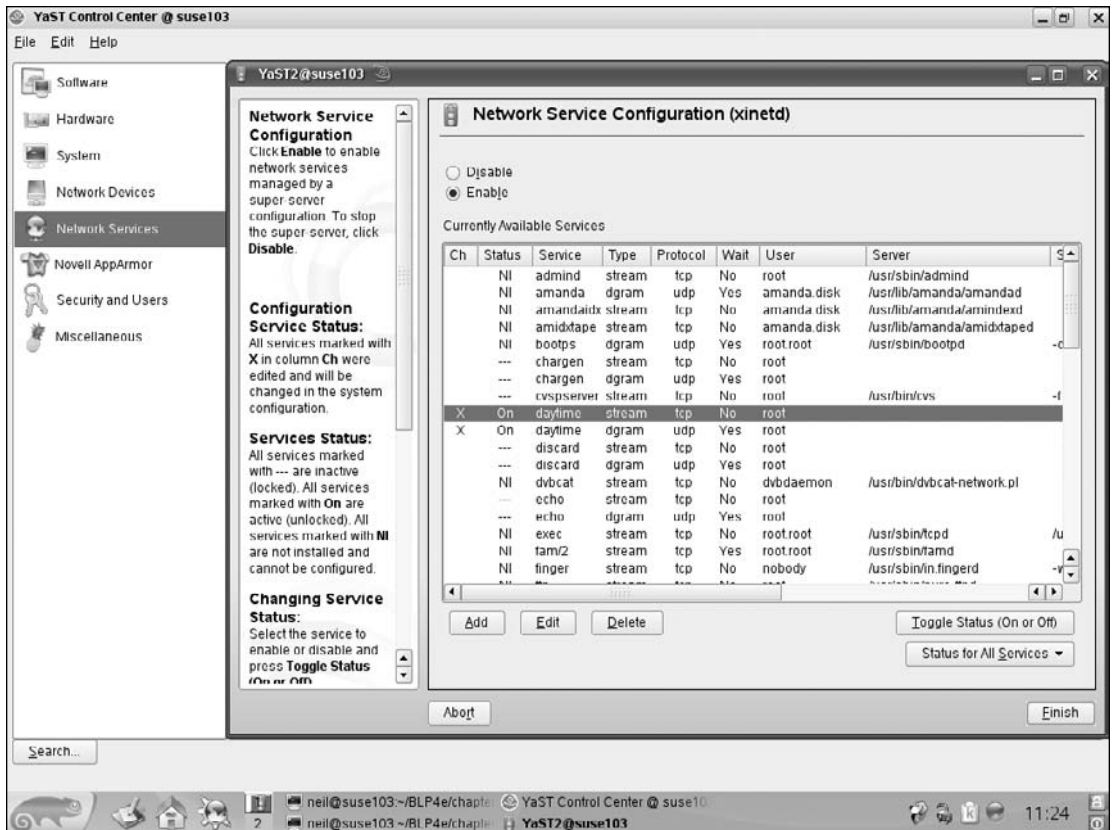 YaST Control Center @ suse103
File Edit Help
Software
Hardware
System
Network Devices
Network Services
Novell AppArmor
Security and Users
Miscellaneous
Search...
YaST2@suse103
Network Service
Configuration
Click Enable to enable
network services
managed by a
super-server
configuration. To stop
the super-server, click
Disable.
Configuration
Service Status:
All services marked with
X in column Ch were
edited and will be
changed in the system
configuration.
Services Status:
All services marked
with --- are inactive
(locked). All services
marked with On are
active (unlocked). All
services marked with NI
are not installed and
cannot be configured.
Changing Service
Status:
Select the service to
enable or disable and
press Toggle Status
(On or Off)
Network Service Configuration (xinetd)
Disable
Enable
Currently Available Services
Ch Status Service Type Protocol Wait User Server S
NI admind stream tcp No root /usr/sbin/admind
NI amanda dgram udp Yes amanda.disk /usr/lib/amanda/amandad
NI amandaidx stream tcp No amanda.disk /usr/lib/amanda/amindexd
NI amidxtape stream tcp No amanda.disk /usr/lib/amanda/amidxtaped
NI bootps dgram udp Yes root.root /usr/sbin/bootpd
--- chargen stream tcp No root
--- chargen dgram udp Yes root
--- cvspserver stream tcp No root /usr/bin/cvs
X On daytime stream tcp No root
X On daytime dgram udp Yes root
--- discard stream tcp No root
--- discard dgram udp Yes root
NI dvbcat stream tcp No dvbdaemon /usr/bin/dvbcat-network.pl
--- echo stream tcp No root
--- echo dgram udp Yes root
NI exec stream tcp No root.root /usr/sbin/tcpd /u
NI fam/2 stream tcp Yes root.root /usr/sbin/famd
NI finger stream tcp No nobody /usr/sbin/in.fingerd
Add Edit Delete Toggle Status (On or Off)
Status for All Services
Abort Finish
2
neil@suse103:~/BLP4e/chapte
YaST Control Center @ suse10
neil@suse103:~/BLP4e/chapte
YaST2@suse103
11:24